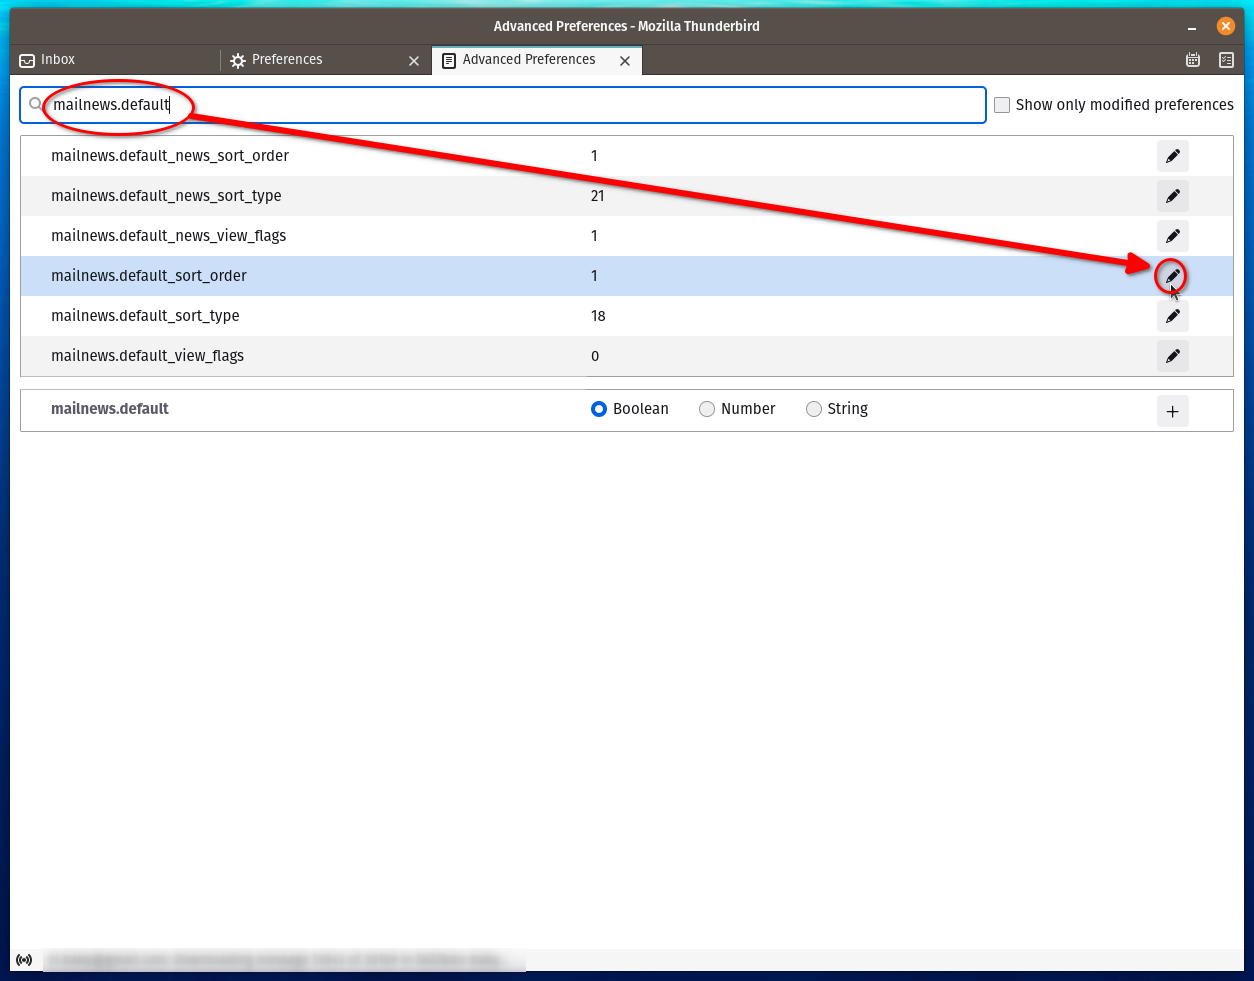 Advanced Preferences - Mozilla Thunderbird
Inbox
Preferences
Advanced Preferences
mailnews.default
Show only modified preferences
mailnews.default_news_sort_order 1
mailnews.default_news_sort_type 21
mailnews.default_news_view_flags 1
mailnews.default_sort_order 1
mailnews.default_sort_type 18
mailnews.default_view_flags 0
mailnews.default Boolean Number String